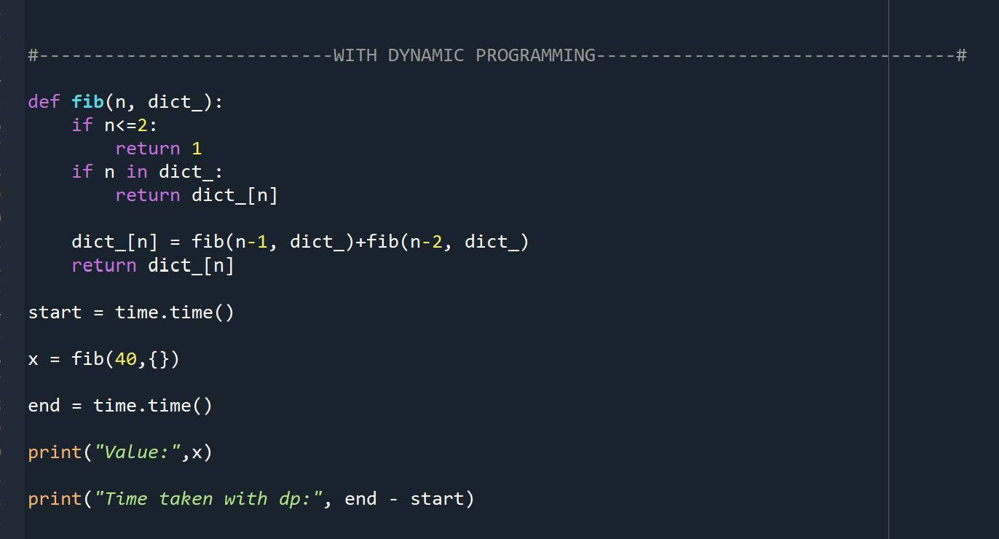 #---------------------------WITH DYNAMIC PROGRAMMING---------------------------------#
def fib(n, dict_):
    if n<=2:
        return 1
    if n in dict_:
        return dict_[n]
    dict_[n] = fib(n-1, dict_)+fib(n-2, dict_)
    return dict_[n]
start = time.time()
x = fib(40,{})
end = time.time()
print("Value:",x)
print("Time taken with dp:", end - start)